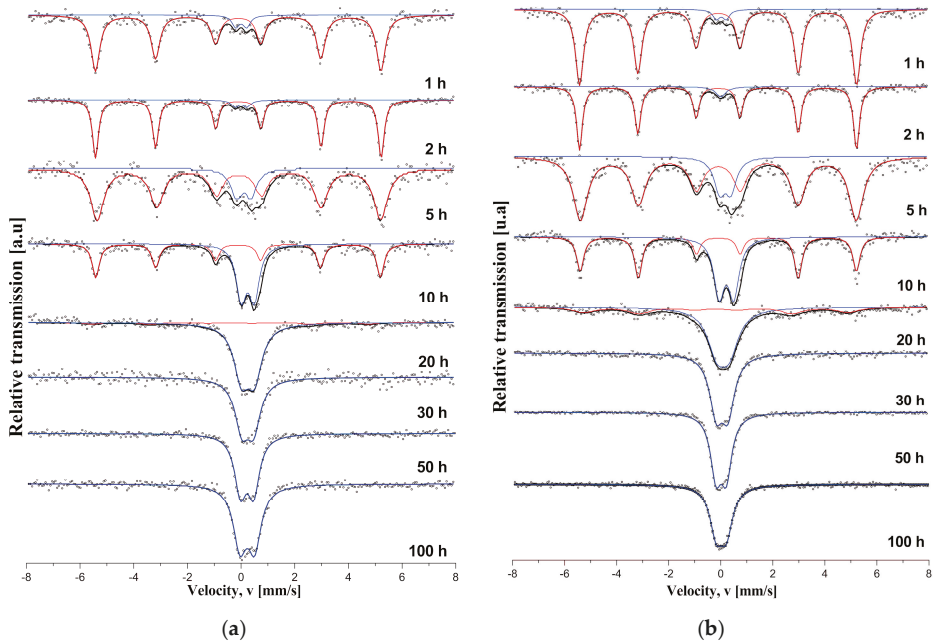 Relative transmission [a.u]
1 h
2 h
5 h
10 h
20 h
30 h
50 h
100 h
-8 -6 -4 -2 0 2 4 6 8
Velocity, v [mm/s]
(a)
Relative transmission [u.a]
1 h
2 h
5 h
10 h
20 h
30 h
50 h
100 h
-8 -6 -4 -2 0 2 4 6 8
Velocity, v [mm/s]
(b)